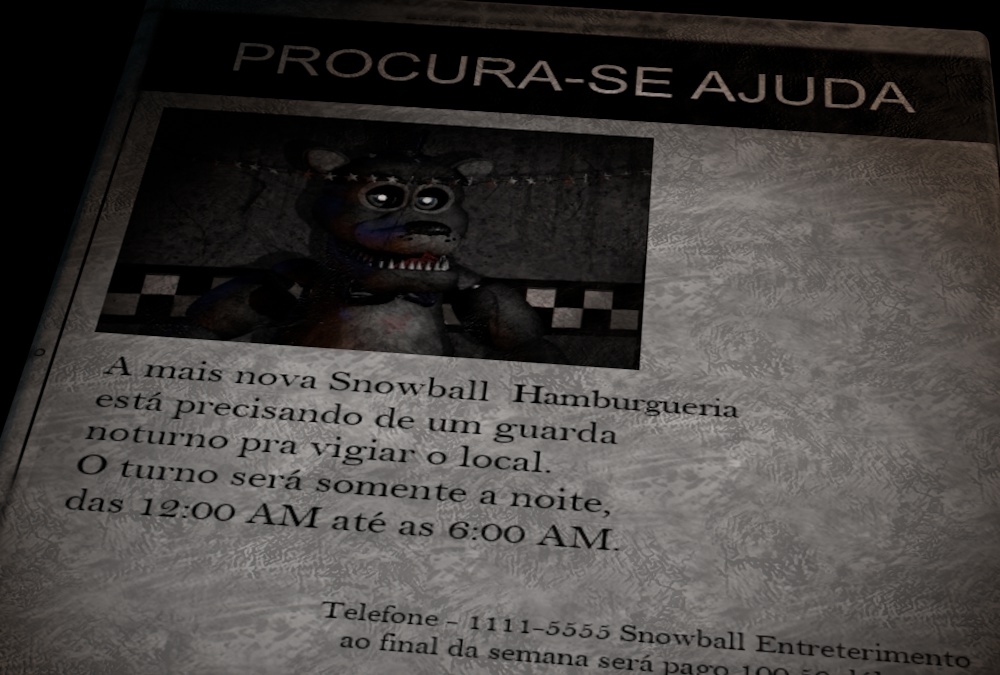 PROCURA-SE AJUDA
A mais nova Snowball Hamburgueria
está precisando de um guarda
noturno pra vigiar o local.
O turno será somente a noite,
das 12:00 AM até as 6:00 AM.
Telefone - 1111-5555 Snowball Entreterimento
ao final da semana será pago